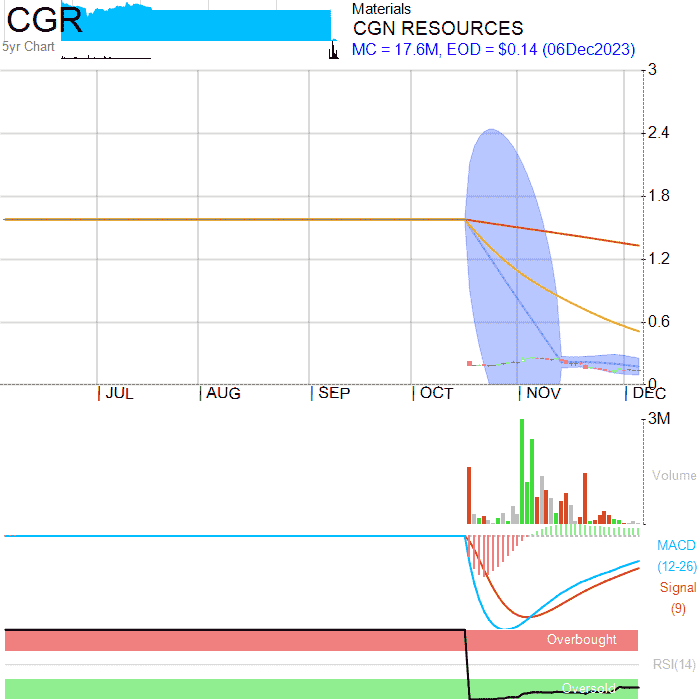 CGR
Materials
CGN RESOURCES
5yr Chart
MC = 17.6M, EOD = $0.14 (06Dec2023)
3
2.4
1.8
1.2
0.6
0
JUL AUG SEP OCT NOV DEC
3M
Volume
MACD
(12-26)
Signal
(9)
Overbought
RSI(14)
Oversold